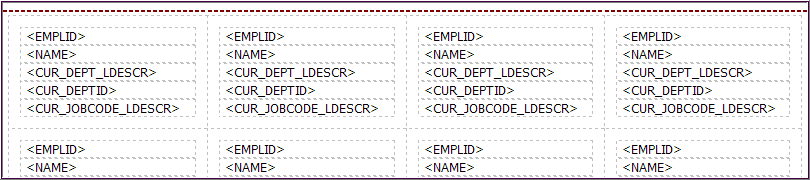 <EMPLID> <EMPLID> <EMPLID> <EMPLID>
<NAME> <NAME> <NAME> <NAME>
<CUR_DEPT_LDESCR> <CUR_DEPT_LDESCR> <CUR_DEPT_LDESCR> <CUR_DEPT_LDESCR>
<CUR_DEPTID> <CUR_DEPTID> <CUR_DEPTID> <CUR_DEPTID>
<CUR_JOBCODE_LDESCR> <CUR_JOBCODE_LDESCR> <CUR_JOBCODE_LDESCR> <CUR_JOBCODE_LDESCR>
<EMPLID> <EMPLID> <EMPLID> <EMPLID>
<NAME> <NAME> <NAME> <NAME>